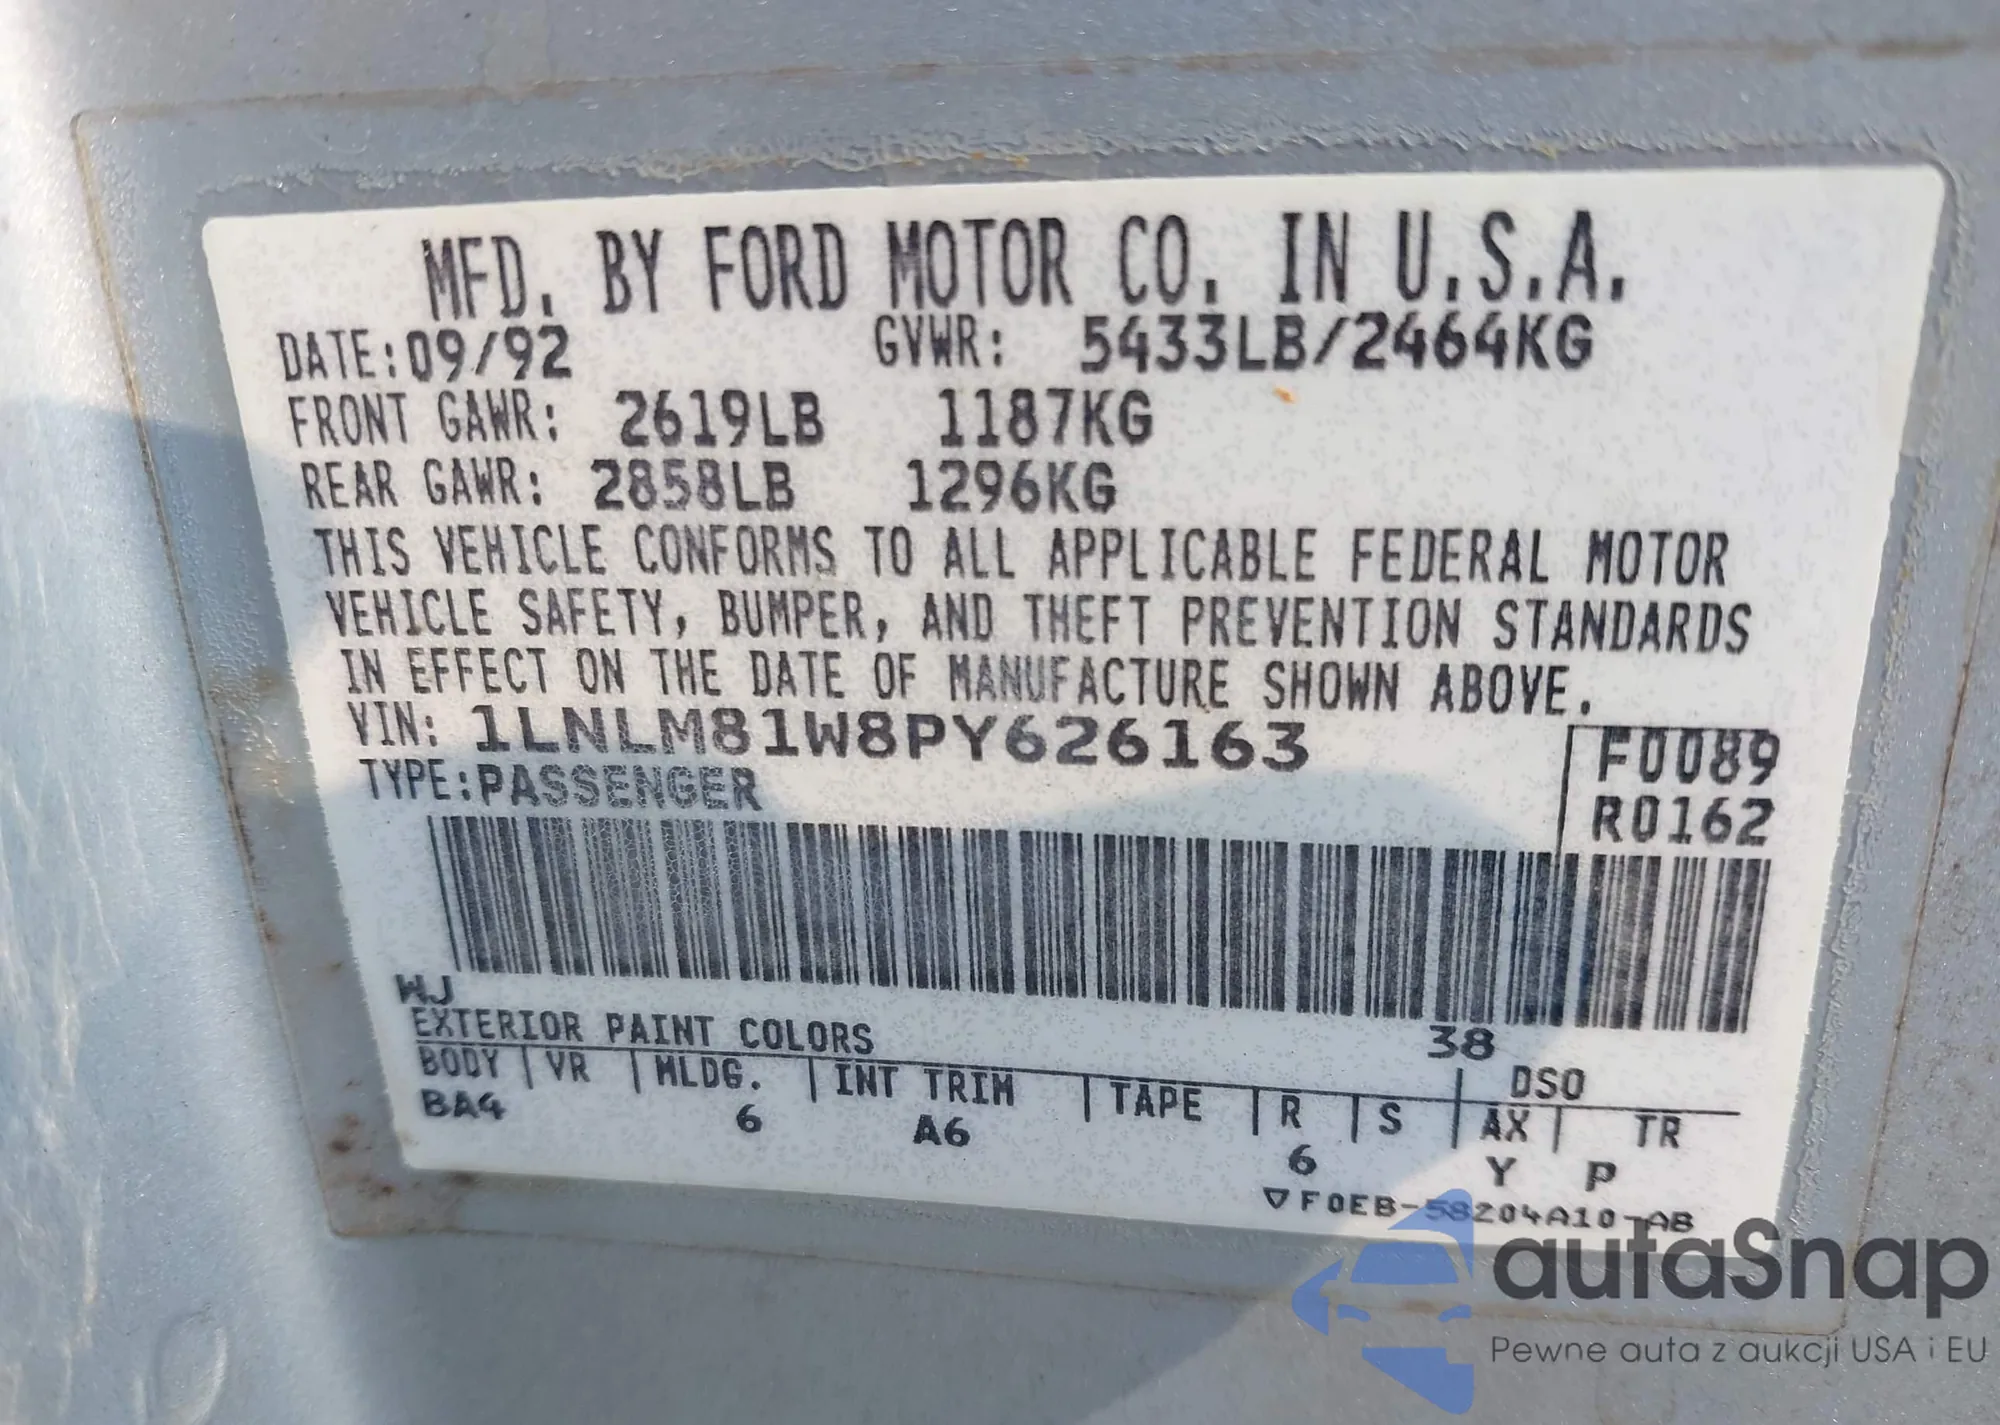 MFD. BY FORD MOTOR CO. IN U.S.A.
DATE: 09/92 GVWR: 5433LB/2464KG
FRONT GAWR: 2619LB 1187KG
REAR GAWR: 2858LB 1296KG
THIS VEHICLE CONFORMS TO ALL APPLICABLE FEDERAL MOTOR
VEHICLE SAFETY, BUMPER, AND THEFT PREVENTION STANDARDS
IN EFFECT ON THE DATE OF MANUFACTURE SHOWN ABOVE.
VIN: 1LNLM81W8PY626163
TYPE: PASSENGER
F0089
R0162
WJ
EXTERIOR PAINT COLORS 38 DSO
BODY VR MLDG. INT TRIM TAPE R S AX TR
BA4 6 A6 6 Y P
▽F0EB-58204A10-AB
autaSnap
Pewne auta z aukcji USA i EU